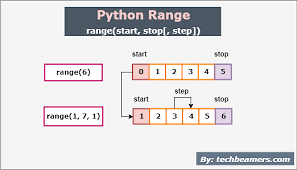 Python Range
range(start, stop[, step])
start stop
range(6) 0 1 2 3 4 5
step
start stop
range(1, 7, 1) 1 2 3 4 5 6
By: techbeamers.com